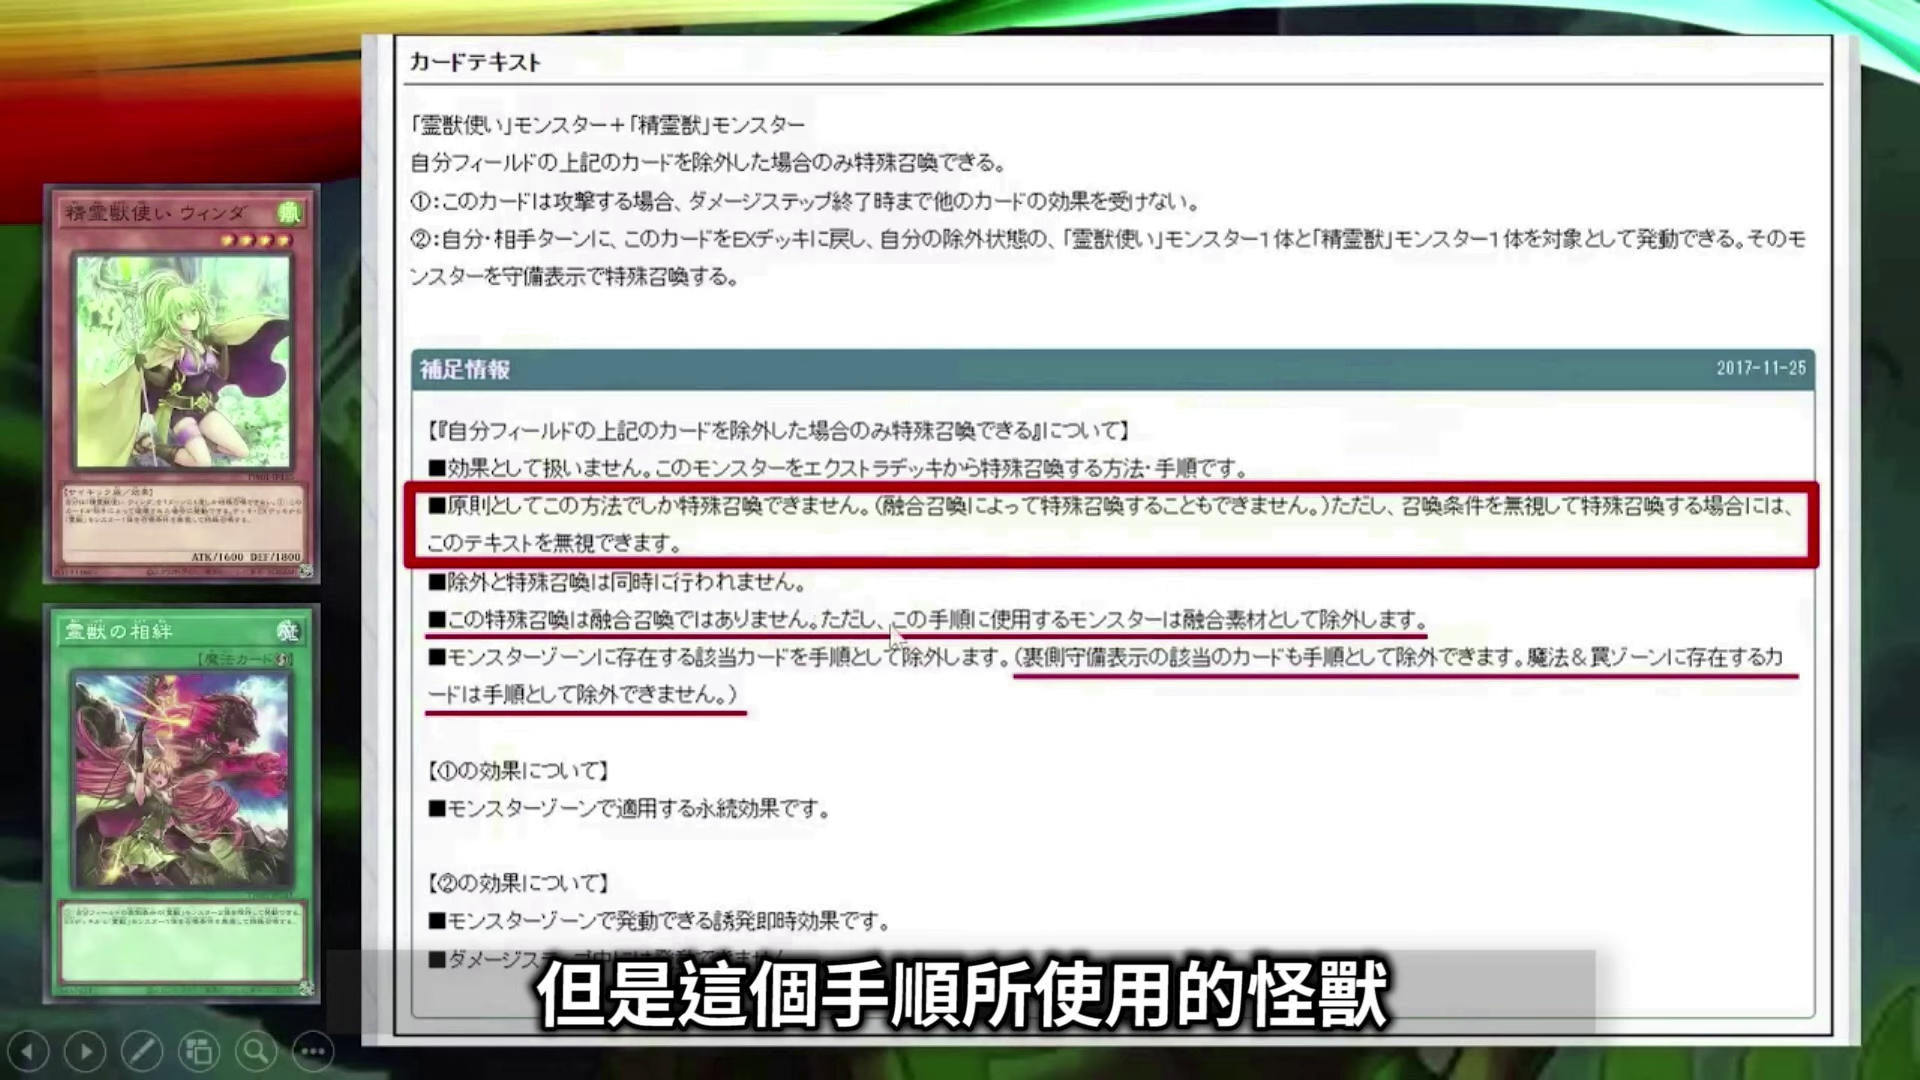 カードテキスト
「霊獣使い」モンスター＋「精霊獣」モンスター
自分フィールドの上記のカードを除外した場合のみ特殊召喚できる。
①：このカードは攻撃する場合、ダメージステップ終了時まで他のカードの効果を受けない。
②：自分・相手ターンに、このカードをEXデッキに戻し、自分の除外状態の、「霊獣使い」モンスター1体と「精霊獣」モンスター1体を対象として発動できる。そのモ
ンスターを守備表示で特殊召喚する。
補足情報
2017-11-25
【『自分フィールドの上記のカードを除外した場合のみ特殊召喚できる』について】
■効果として扱いません。このモンスターをエクストラデッキから特殊召喚する方法・手順です。
■原則としてこの方法でしか特殊召喚できません。（融合召喚によって特殊召喚することもできません。）ただし、召喚条件を無視して特殊召喚する場合には、
このテキストを無視できます。
■除外と特殊召喚は同時に行われません。
■この特殊召喚は融合召喚ではありません。ただし、この手順に使用するモンスターは融合素材として除外します。
■モンスターゾーンに存在する該当カードを手順として除外します。（裏側守備表示の該当のカードも手順として除外できます。魔法＆罠ゾーンに存在するカ
ードは手順として除外できません。）
【①の効果について】
■モンスターゾーンで適用する永続効果です。
【②の効果について】
■モンスターゾーンで発動できる誘発即時効果です。
■ダメージステップ中には発動できません
精霊獣使い ウィンダ
風
【サイキック族／効果】
ATK/1600 DEF/1800
霊獣の相絆
魔
【魔法カード】
但是這個手順所使用的怪獸